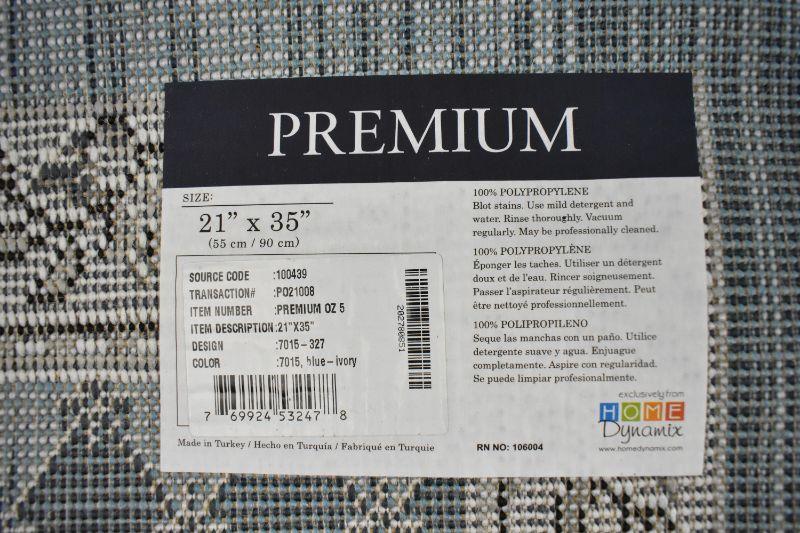 PREMIUM
SIZE:
21” x 35”
(55 cm / 90 cm)
SOURCE CODE :100439
TRANSACTION# :PO21008
ITEM NUMBER :PREMIUM OZ 5
ITEM DESCRIPTION:21"X35"
DESIGN :7015-327
COLOR :7015, blue-ivory
202780851
7 69924 53247 8
Made in Turkey / Hecho en Turquía / Fabriqué en Turquie
100% POLYPROPYLENE
Blot stains. Use mild detergent and
water. Rinse thoroughly. Vacuum
regularly. May be professionally cleaned.
100% POLYPROPYLÈNE
Éponger les taches. Utiliser un détergent
doux et de l'eau. Rincer soigneusement.
Passer l'aspirateur régulièrement. Peut
être nettoyé professionnellement.
100% POLIPROPILENO
Seque las manchas con un paño. Utilice
detergente suave y agua. Enjuague
completamente. Aspire con regularidad.
Se puede limpiar profesionalmente.
exclusively from
HOME
Dynamix
RN NO: 106004
www.homedynamix.com